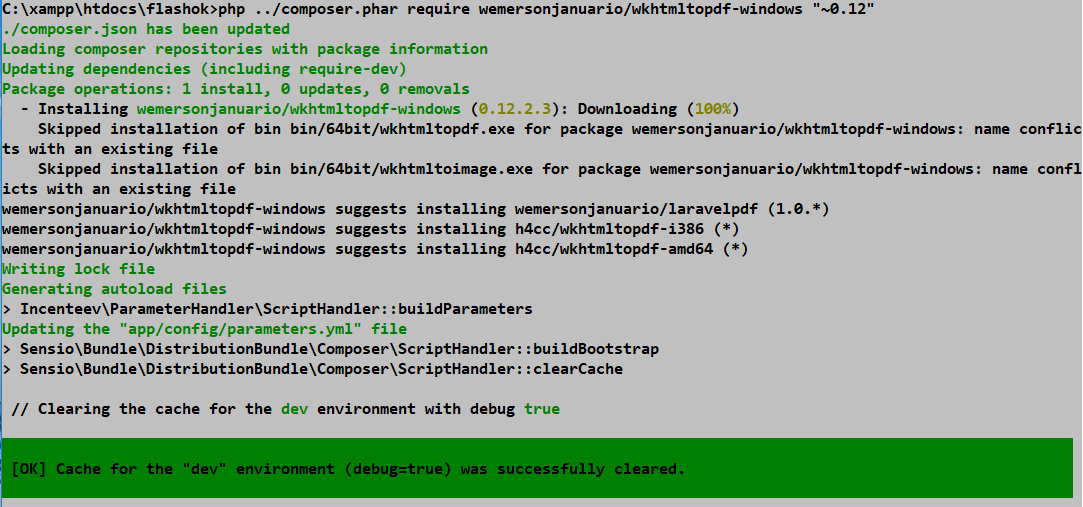 C:\xampp\htdocs\flashok>php ../composer.phar require wemersonjanuario/wkhtmltopdf-windows "~0.12"
./composer.json has been updated
Loading composer repositories with package information
Updating dependencies (including require-dev)
Package operations: 1 install, 0 updates, 0 removals
  - Installing wemersonjanuario/wkhtmltopdf-windows (0.12.2.3): Downloading (100%)
    Skipped installation of bin bin/64bit/wkhtmltopdf.exe for package wemersonjanuario/wkhtmltopdf-windows: name conflic
ts with an existing file
    Skipped installation of bin bin/64bit/wkhtmltoimage.exe for package wemersonjanuario/wkhtmltopdf-windows: name confl
icts with an existing file
wemersonjanuario/wkhtmltopdf-windows suggests installing wemersonjanuario/laravelpdf (1.0.*)
wemersonjanuario/wkhtmltopdf-windows suggests installing h4cc/wkhtmltopdf-i386 (*)
wemersonjanuario/wkhtmltopdf-windows suggests installing h4cc/wkhtmltopdf-amd64 (*)
Writing lock file
Generating autoload files
> Incenteev\ParameterHandler\ScriptHandler::buildParameters
Updating the "app/config/parameters.yml" file
> Sensio\Bundle\DistributionBundle\Composer\ScriptHandler::buildBootstrap
> Sensio\Bundle\DistributionBundle\Composer\ScriptHandler::clearCache
 // Clearing the cache for the dev environment with debug true
 [OK] Cache for the "dev" environment (debug=true) was successfully cleared.